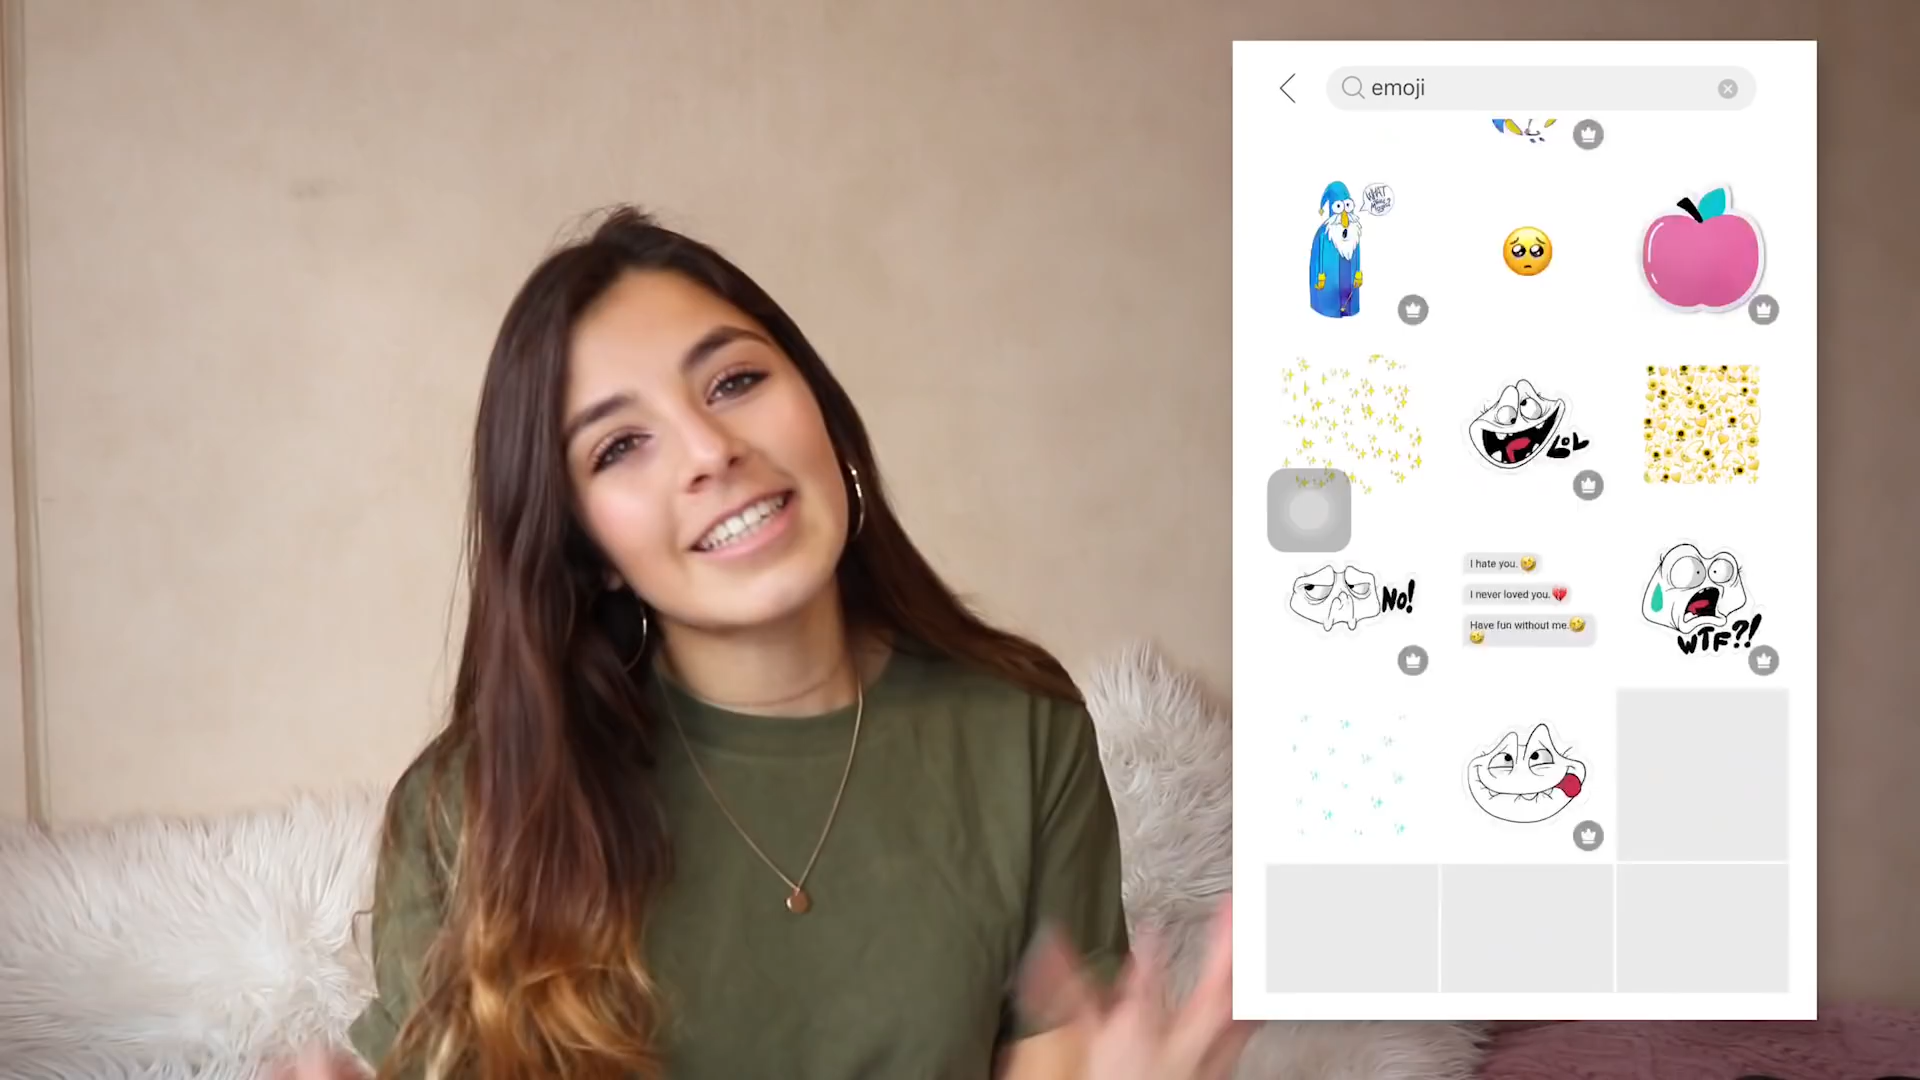 emoji
WHAT
I hate you. 🤣
LOL
No!
I never loved you.💔
Have fun without me.🤣
🤣
WTF?!